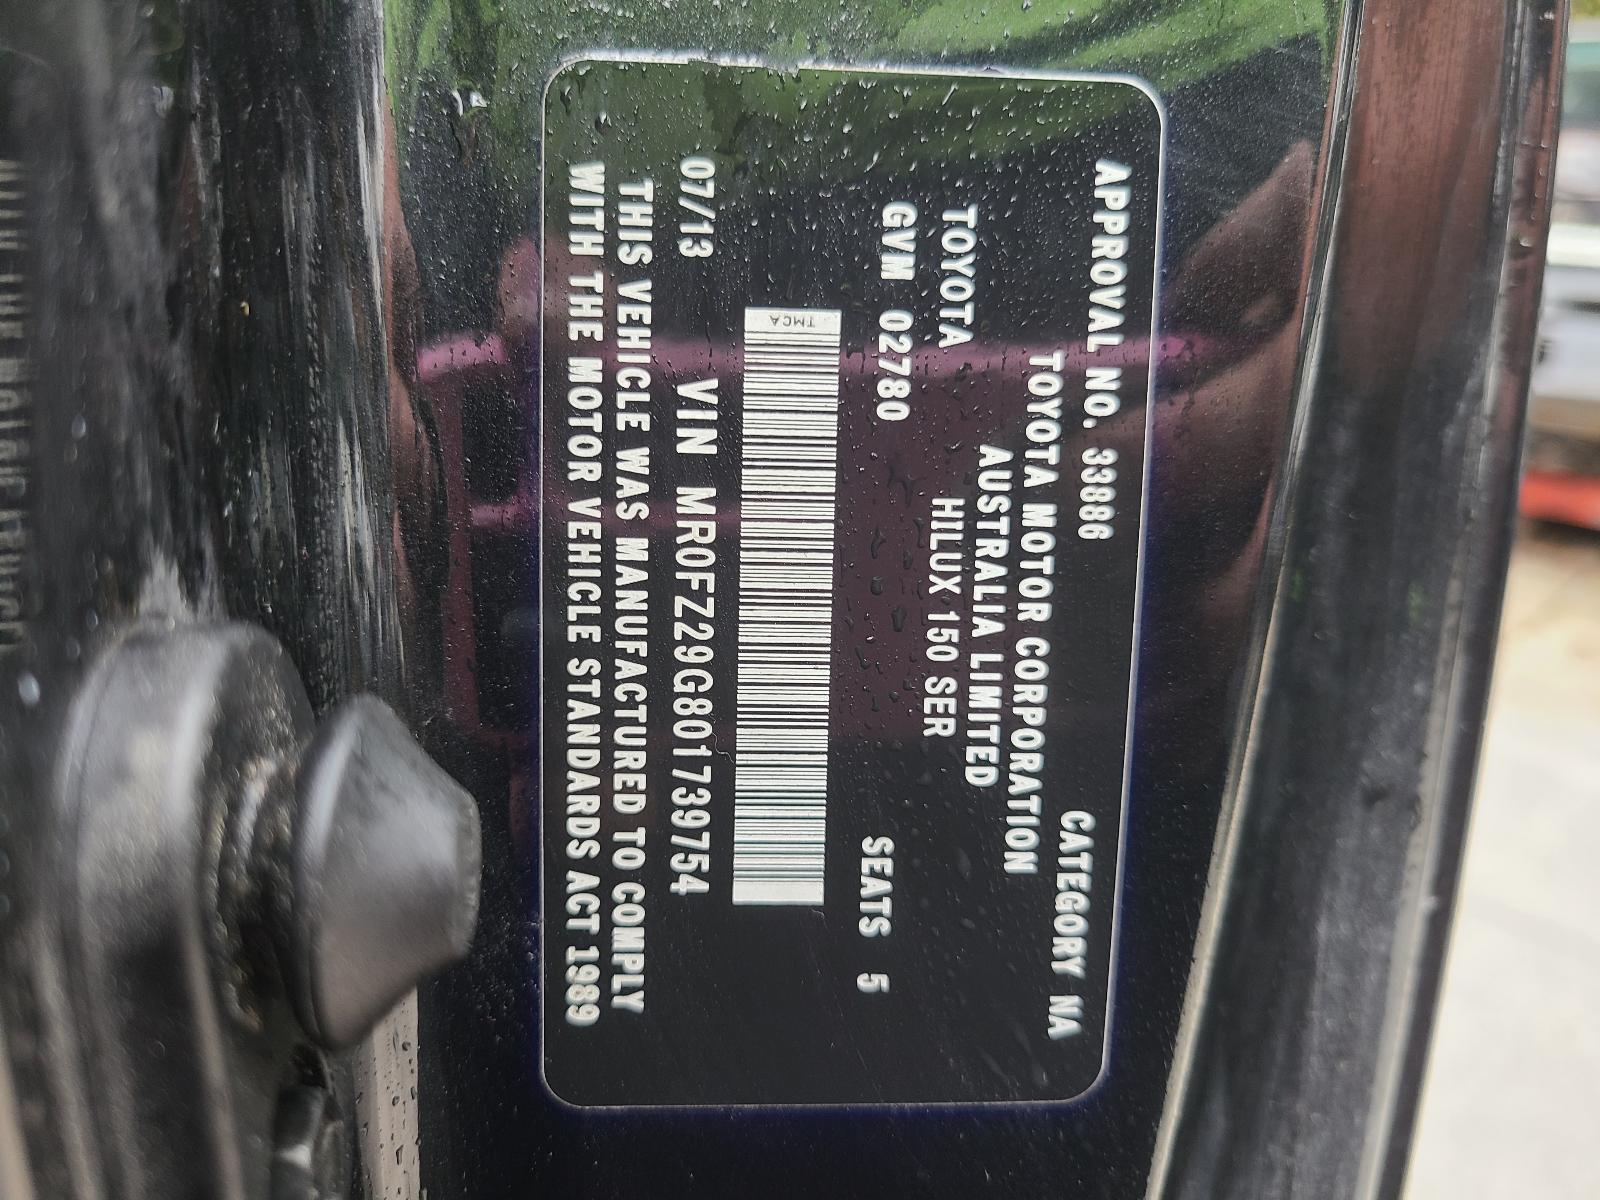 APPROVAL NO. 33886 CATEGORY NA
TOYOTA MOTOR CORPORATION
AUSTRALIA LIMITED
TOYOTA HILUX 150 SER
GVM 02780 SEATS 5
TMCA
07/13 VIN MR0FZ29G801739754
THIS VEHICLE WAS MANUFACTURED TO COMPLY
WITH THE MOTOR VEHICLE STANDARDS ACT 1989